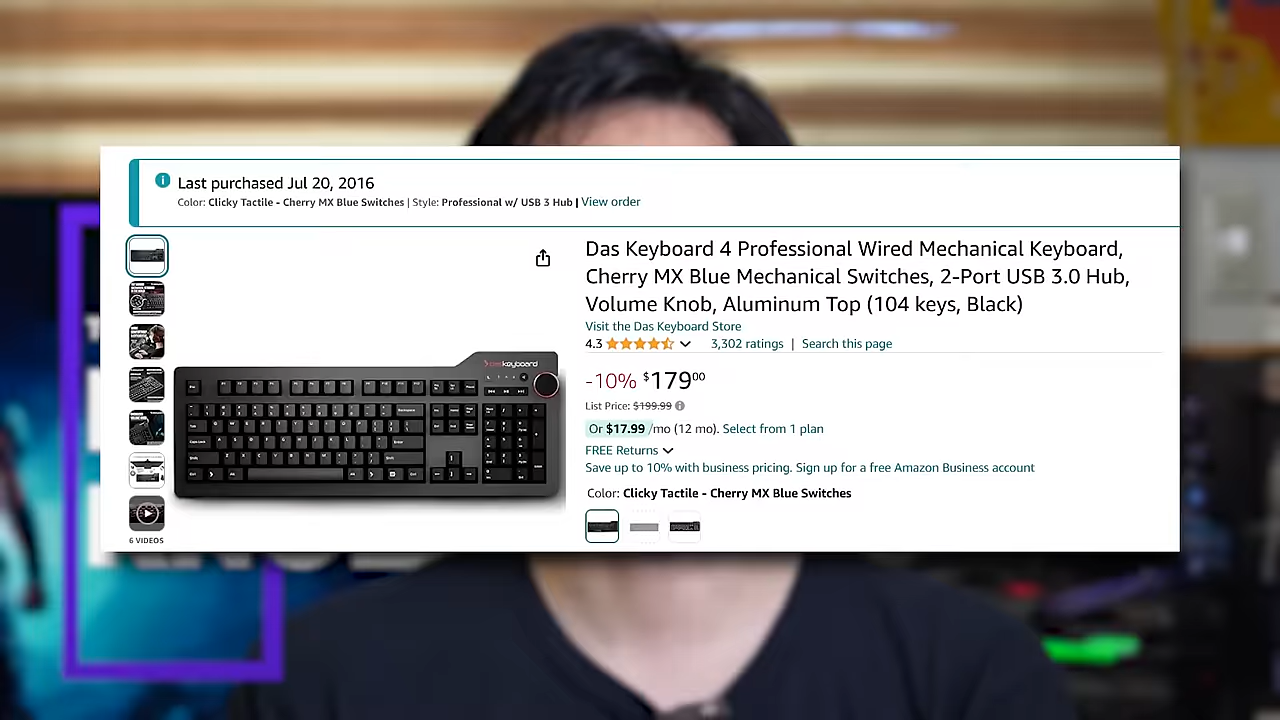 Last purchased Jul 20, 2016
Color: Clicky Tactile - Cherry MX Blue Switches | Style: Professional w/ USB 3 Hub | View order
Das Keyboard 4 Professional Wired Mechanical Keyboard,
Cherry MX Blue Mechanical Switches, 2-Port USB 3.0 Hub,
Volume Knob, Aluminum Top (104 keys, Black)
Visit the Das Keyboard Store
4.3 3,302 ratings | Search this page
-10% $179⁰⁰
List Price: $199.99
Or $17.99 /mo (12 mo). Select from 1 plan
FREE Returns
Save up to 10% with business pricing. Sign up for a free Amazon Business account
Color: Clicky Tactile - Cherry MX Blue Switches
daskeyboard
6 VIDEOS